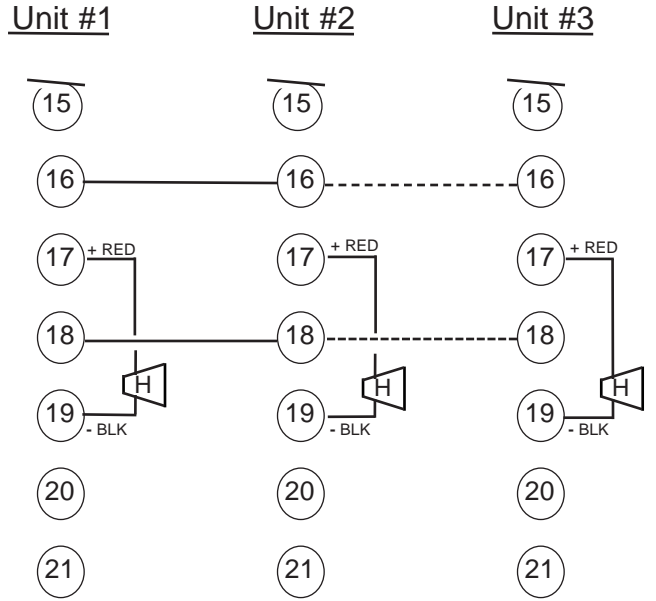 Unit #1 Unit #2 Unit #3
15 15 15
16 16 16
17 + RED 17 + RED 17 + RED
18 18 18
H H H
19 - BLK 19 - BLK 19 - BLK
20 20 20
21 21 21